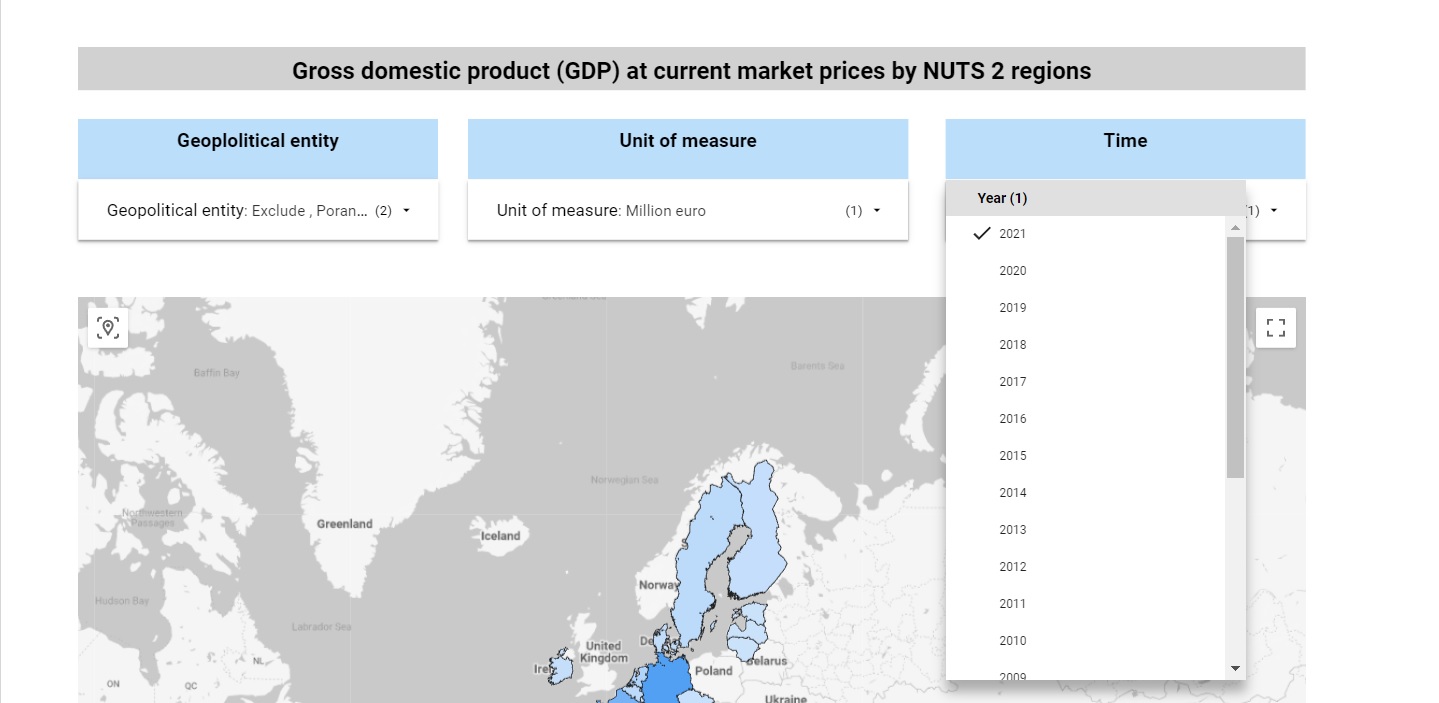 Gross domestic product (GDP) at current market prices by NUTS 2 regions
Geoplolitical entity
Unit of measure
Time
Geopolitical entity: Exclude , Poran... (2)
Unit of measure: Million euro (1)
Year (1)
1)
2021
2020
2019
2018
2017
2016
2015
2014
2013
2012
2011
2010
2009
Greenland Sea
Baffin Bay
Barents Sea
Norwegian Sea
Northwestern
Passages
Greenland
Iceland
Norway
Hudson Bay
Labrador Sea
United
Kingdom
NL
ON
QC
Poland
Ukraine